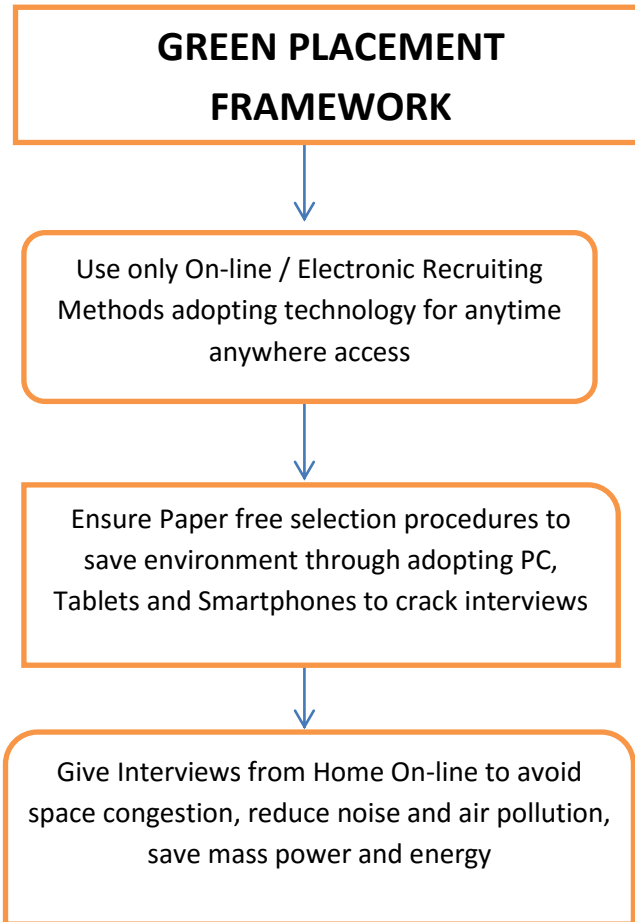 GREEN PLACEMENT
FRAMEWORK
Use only On-line / Electronic Recruiting
Methods adopting technology for anytime
anywhere access
Ensure Paper free selection procedures to
save environment through adopting PC,
Tablets and Smartphones to crack interviews
Give Interviews from Home On-line to avoid
space congestion, reduce noise and air pollution,
save mass power and energy